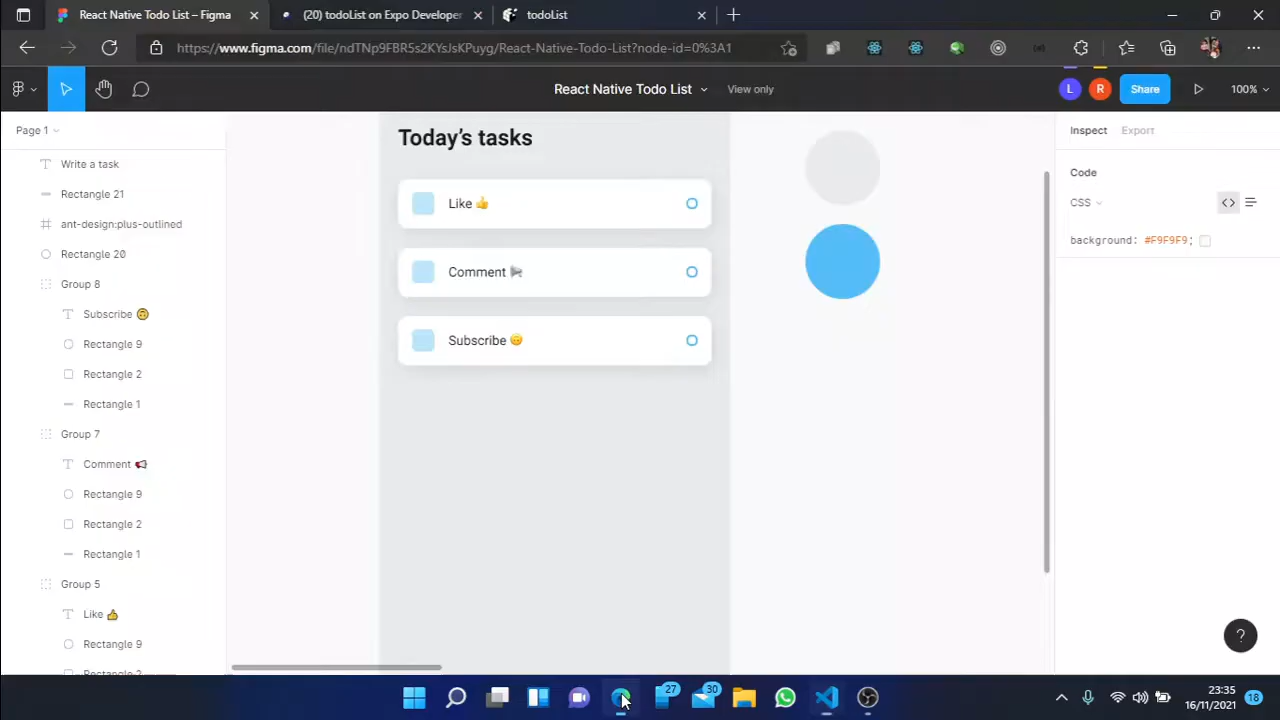 React Native Todo List – Figma
(20) todoList on Expo Developer
todoList
https://www.figma.com/file/ndTNp9FBR5s2KYsJsKPuyg/React-Native-Todo-List?node-id=0%3A1
React Native Todo List
View only
L
R
Share
100%
Page 1
Write a task
Rectangle 21
ant-design:plus-outlined
Rectangle 20
Group 8
Subscribe 🙃
Rectangle 9
Rectangle 2
Rectangle 1
Group 7
Comment 📢
Rectangle 9
Rectangle 2
Rectangle 1
Group 5
Like 👍
Rectangle 9
Rectangle 2
Today's tasks
Like 👍
Comment 📢
Subscribe 🙃
Inspect
Export
Code
CSS
background: #F9F9F9;
?
27
30
23:35
16/11/2021
18